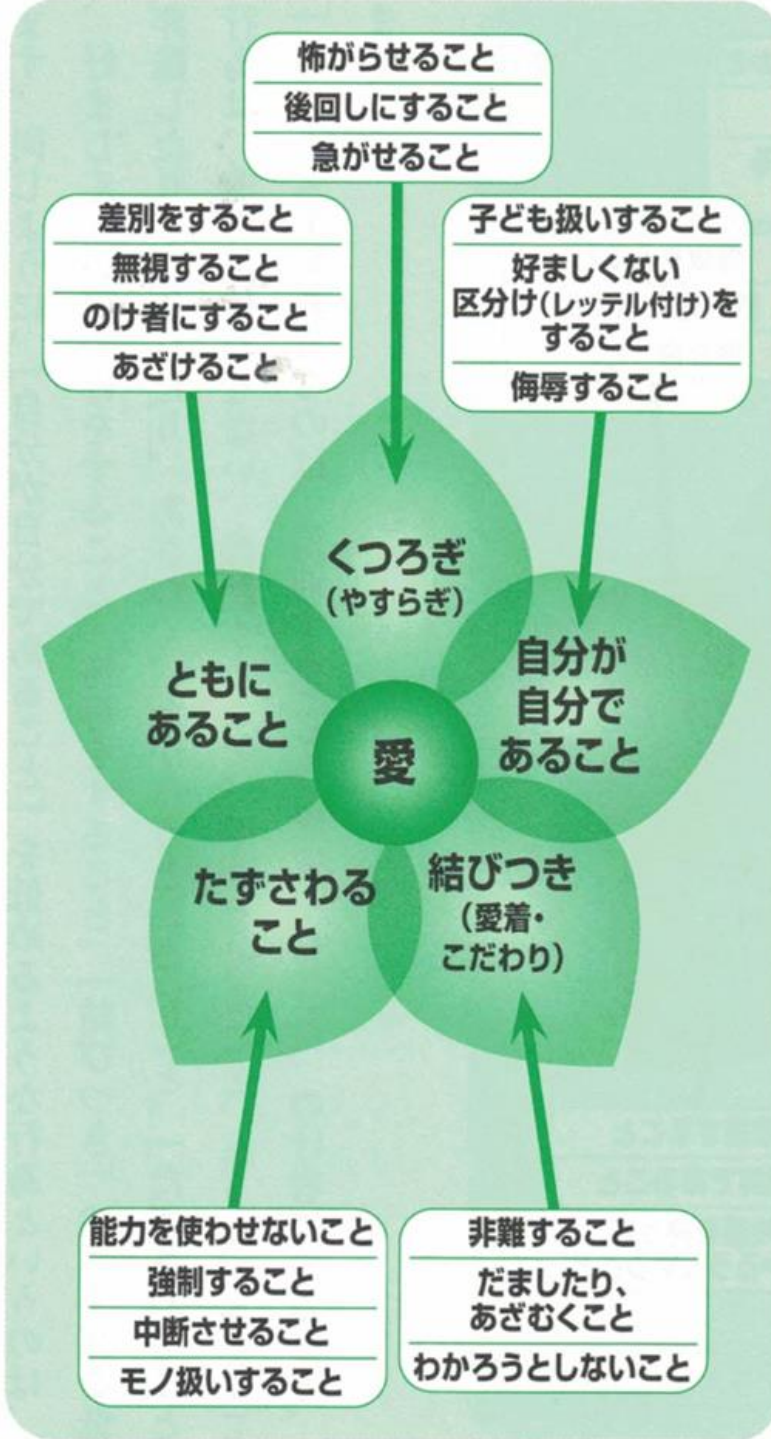 怖がらせること
後回しにすること
急がせること
差別をすること
無視すること
のけ者にすること
あざけること
子ども扱いすること
好ましくない
区分け(レッテル付け)を
すること
侮辱すること
くつろぎ
(やすらぎ)
ともに
あること
自分が
自分で
あること
愛
たずさわる
こと
結びつき
(愛着・
こだわり)
能力を使わせないこと
強制すること
中断させること
モノ扱いすること
非難すること
だましたり、
あざむくこと
わかろうとしないこと